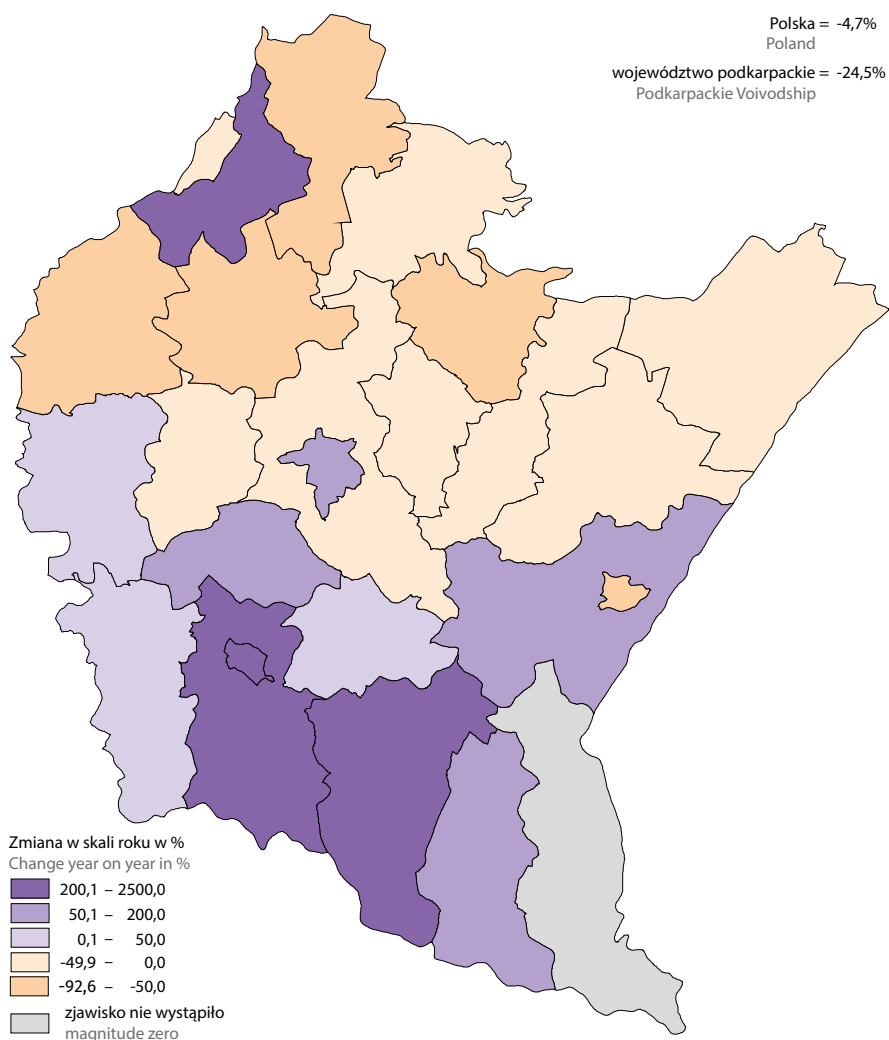 Polska = -4,7%
Poland
województwo podkarpackie = -24,5%
Podkarpackie Voivodship
Zmiana w skali roku w %
Change year on year in %
200,1 – 2500,0
50,1 – 200,0
0,1 – 50,0
-49,9 – 0,0
-92,6 – -50,0
zjawisko nie wystąpiło
magnitude zero